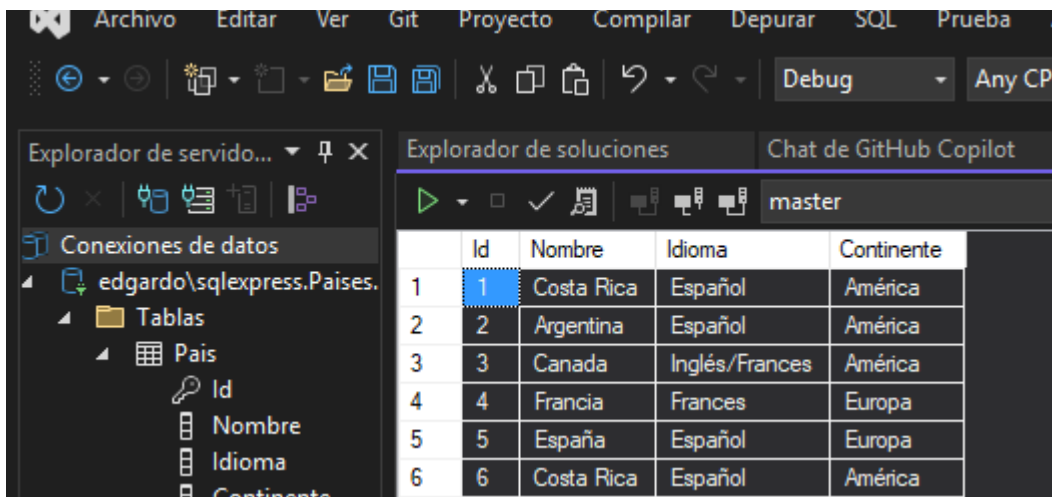 Archivo Editar Ver Git Proyecto Compilar Depurar SQL Prueba
Debug Any CP
Explorador de servido... Explorador de soluciones Chat de GitHub Copilot
master
Conexiones de datos
edgardo\sqlexpress.Paises.
Tablas
Pais
Id
Nombre
Idioma
Continente
Id Nombre Idioma Continente
1 1 Costa Rica Español América
2 2 Argentina Español América
3 3 Canada Inglés/Frances América
4 4 Francia Frances Europa
5 5 España Español Europa
6 6 Costa Rica Español América